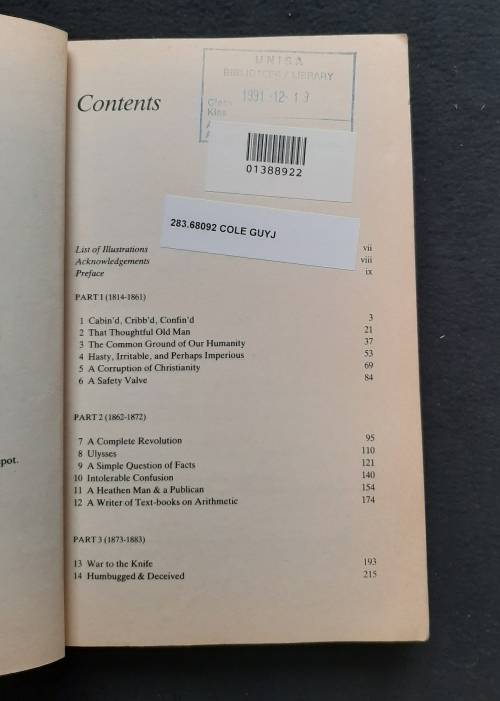 pot.
Contents
UNISA
BIBLIOTEEK / LIBRARY
1991 -12- 1 3
Class
Klas
01388922
283.68092 COLE GUYJ
List of Illustrations vii
Acknowledgements viii
Preface ix
PART 1 (1814-1861)
1 Cabin'd, Cribb'd, Confin'd 3
2 That Thoughtful Old Man 21
3 The Common Ground of Our Humanity 37
4 Hasty, Irritable, and Perhaps Imperious 53
5 A Corruption of Christianity 69
6 A Safety Valve 84
PART 2 (1862-1872)
7 A Complete Revolution 95
8 Ulysses 110
9 A Simple Question of Facts 121
10 Intolerable Confusion 140
11 A Heathen Man & a Publican 154
12 A Writer of Text-books on Arithmetic 174
PART 3 (1873-1883)
13 War to the Knife 193
14 Humbugged & Deceived 215